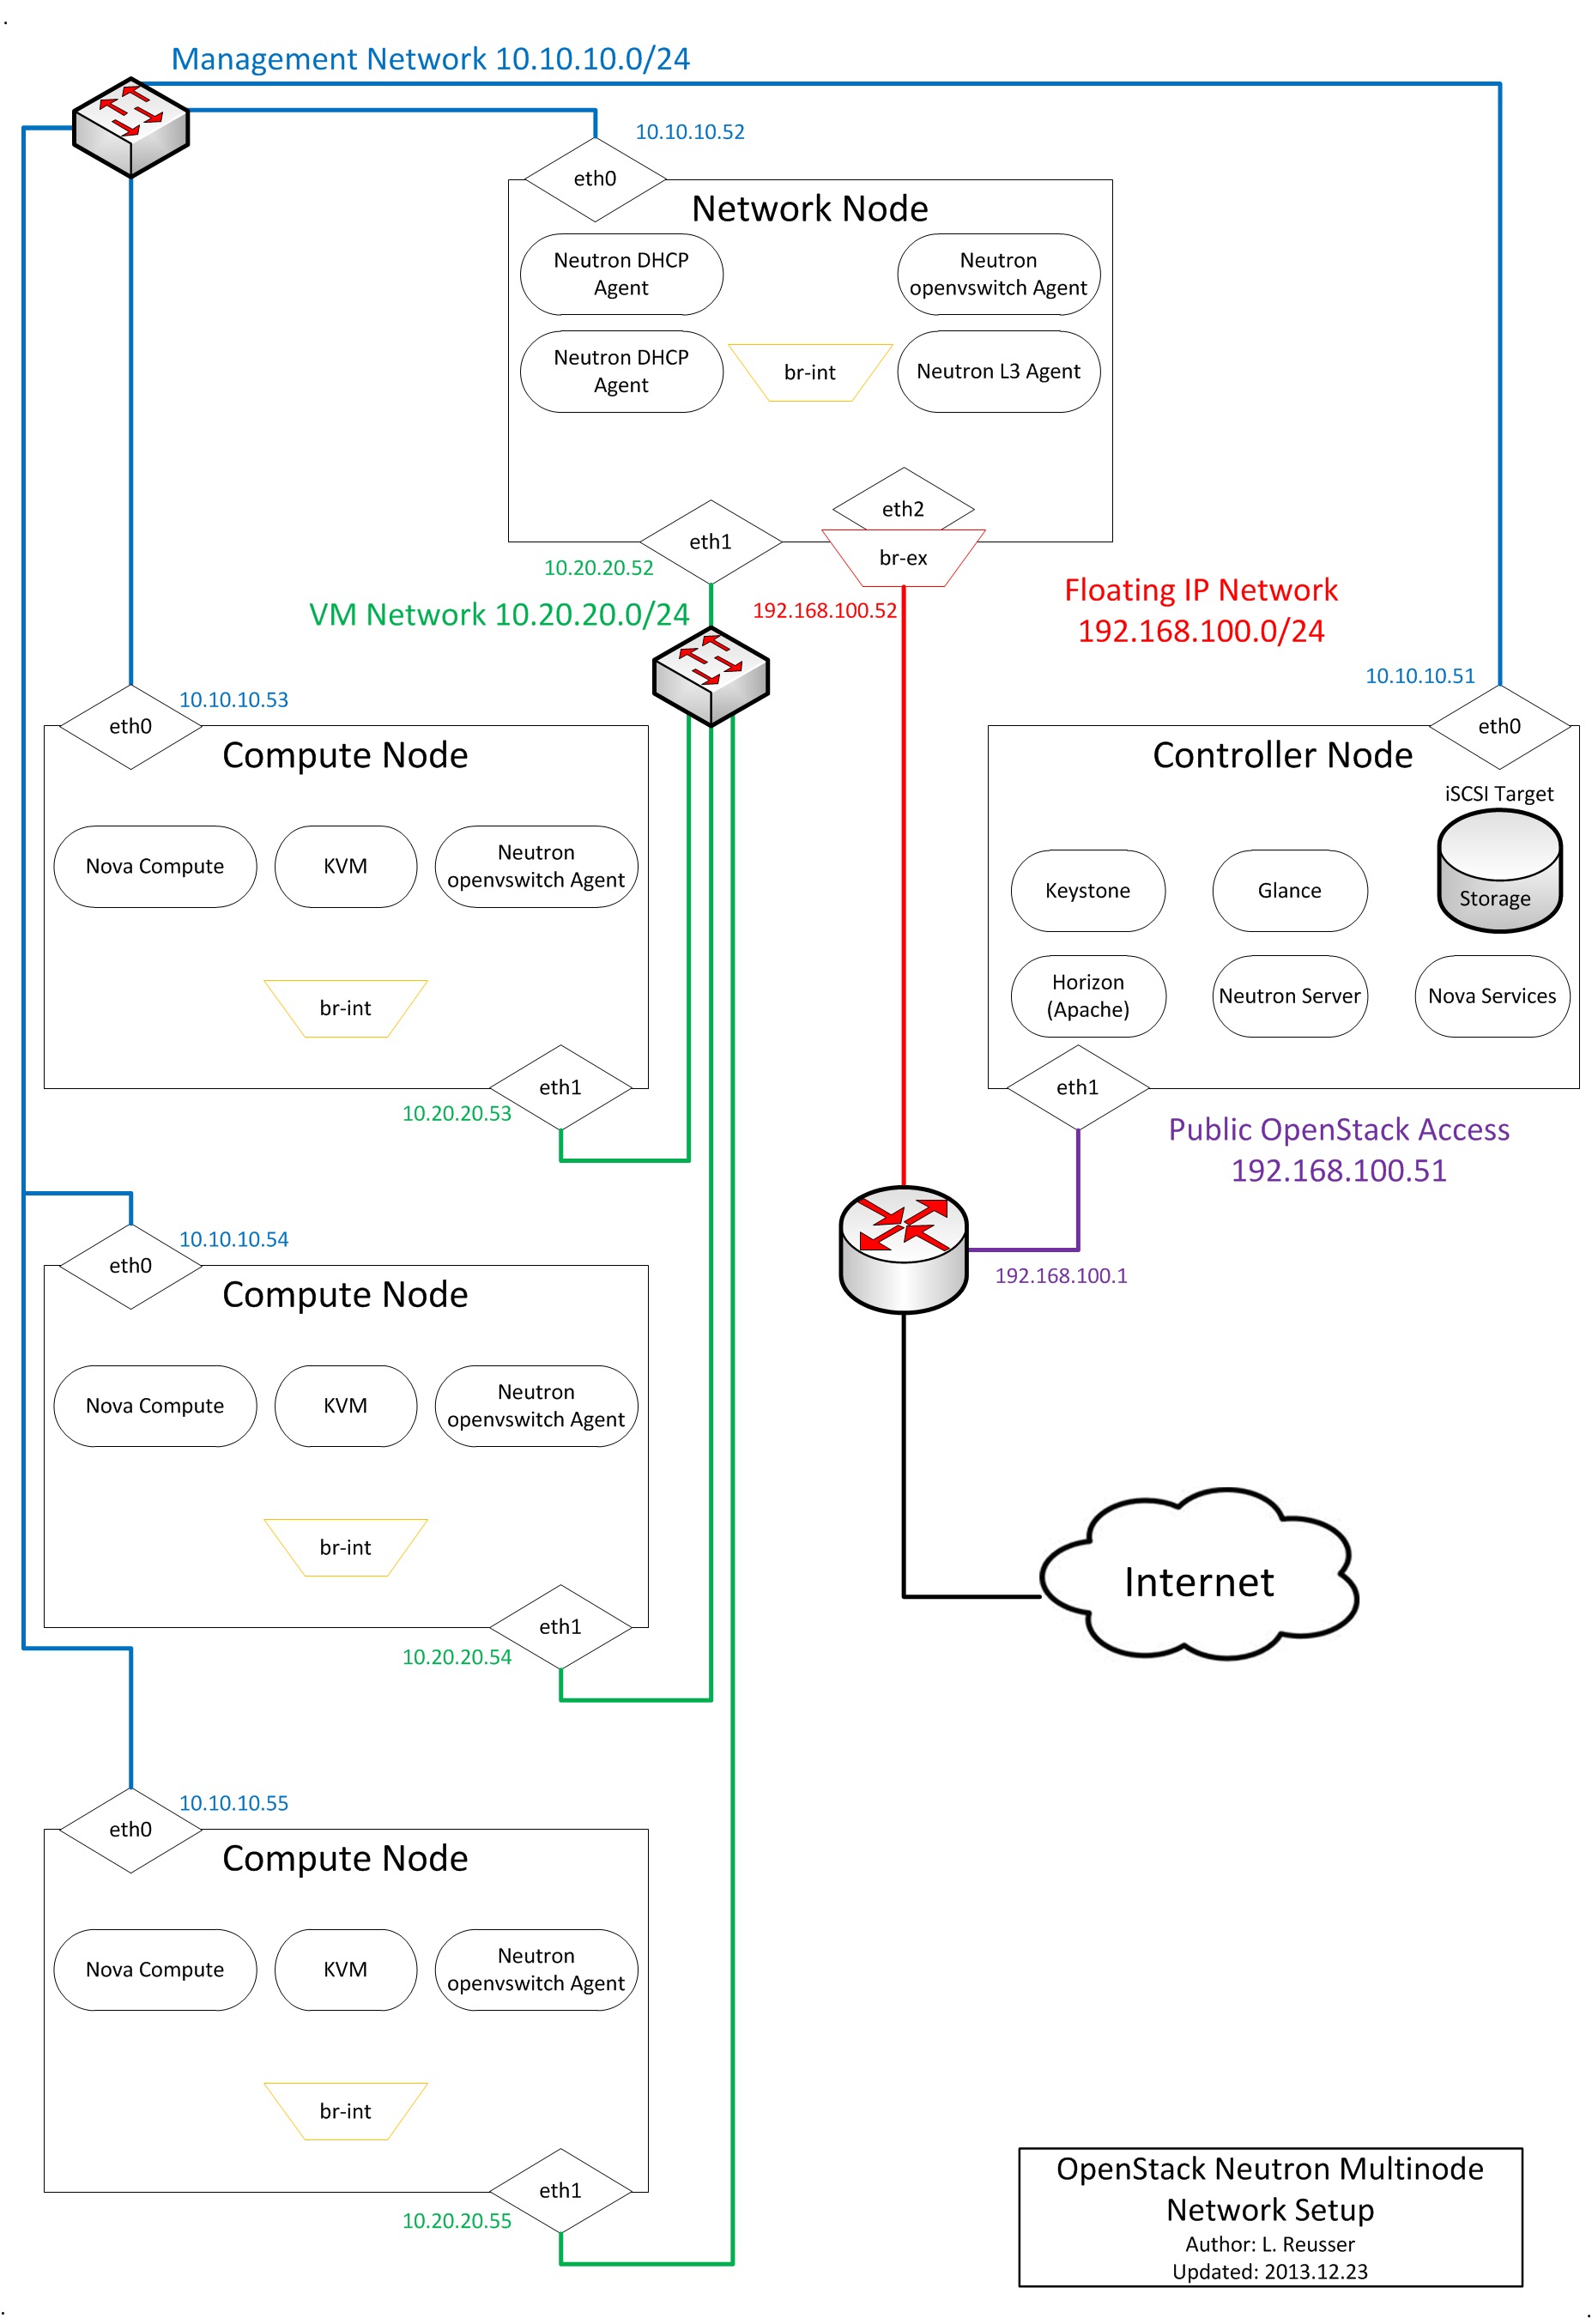 Management Network 10.10.10.0/24
10.10.10.52
eth0
Network Node
Neutron DHCP
Agent
Neutron
openvswitch Agent
Neutron DHCP
Agent
br-int
Neutron L3 Agent
eth2
eth1
br-ex
10.20.20.52
VM Network 10.20.20.0/24
192.168.100.52
Floating IP Network
192.168.100.0/24
10.10.10.53
eth0
Compute Node
Nova Compute
KVM
Neutron
openvswitch Agent
br-int
eth1
10.20.20.53
10.10.10.51
eth0
Controller Node
iSCSI Target
Storage
Keystone
Glance
Horizon
(Apache)
Neutron Server
Nova Services
eth1
Public OpenStack Access
192.168.100.51
192.168.100.1
10.10.10.54
eth0
Compute Node
Nova Compute
KVM
Neutron
openvswitch Agent
br-int
eth1
10.20.20.54
Internet
10.10.10.55
eth0
Compute Node
Nova Compute
KVM
Neutron
openvswitch Agent
br-int
eth1
10.20.20.55
OpenStack Neutron Multinode
Network Setup
Author: L. Reusser
Updated: 2013.12.23